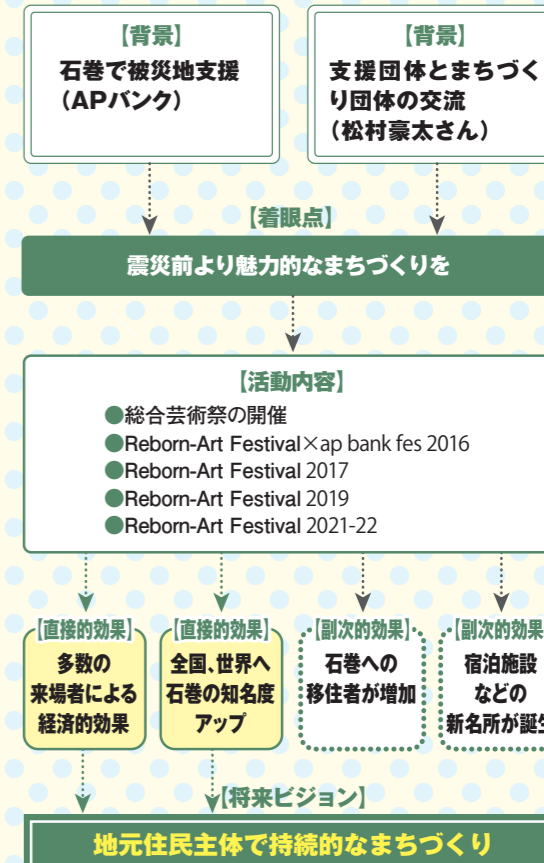 【背景】
石巻で被災地支援
（APバンク）
【背景】
支援団体とまちづく
り団体の交流
（松村豪太さん）
【着眼点】
震災前より魅力的なまちづくりを
【活動内容】
●総合芸術祭の開催
●Reborn-Art Festival×ap bank fes 2016
●Reborn-Art Festival 2017
●Reborn-Art Festival 2019
●Reborn-Art Festival 2021-22
【直接的効果】
多数の
来場者による
経済的効果
【直接的効果】
全国、世界へ
石巻の知名度
アップ
【副次的効果】
石巻への
移住者が増加
【副次的効果
宿泊施設
などの
新名所が誕生
【将来ビジョン】
地元住民主体で持続的なまちづくり